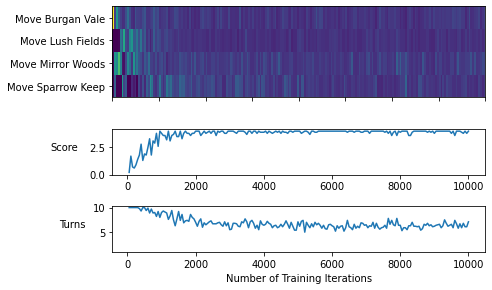 Move Burgan Vale
Move Lush Fields
Move Mirror Woods
Move Sparrow Keep
Score
2.5
0.0
0 2000 4000 6000 8000 10000
Turns
10
5
0 2000 4000 6000 8000 10000
Number of Training Iterations